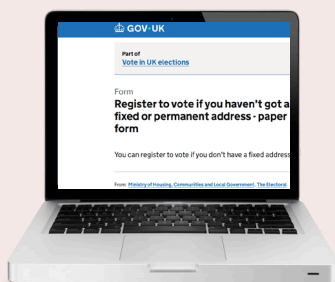 GOV·UK
Part of
Vote in UK elections
Form
Register to vote if you haven't got a
fixed or permanent address - paper
form
You can register to vote if you don't have a fixed address
From: Ministry of Housing, Communities and Local Government, The Electoral